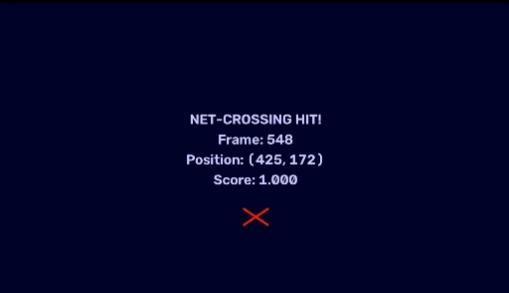 NET-CROSSING HIT!
Frame: 548
Position: (425, 172)
Score: 1.000